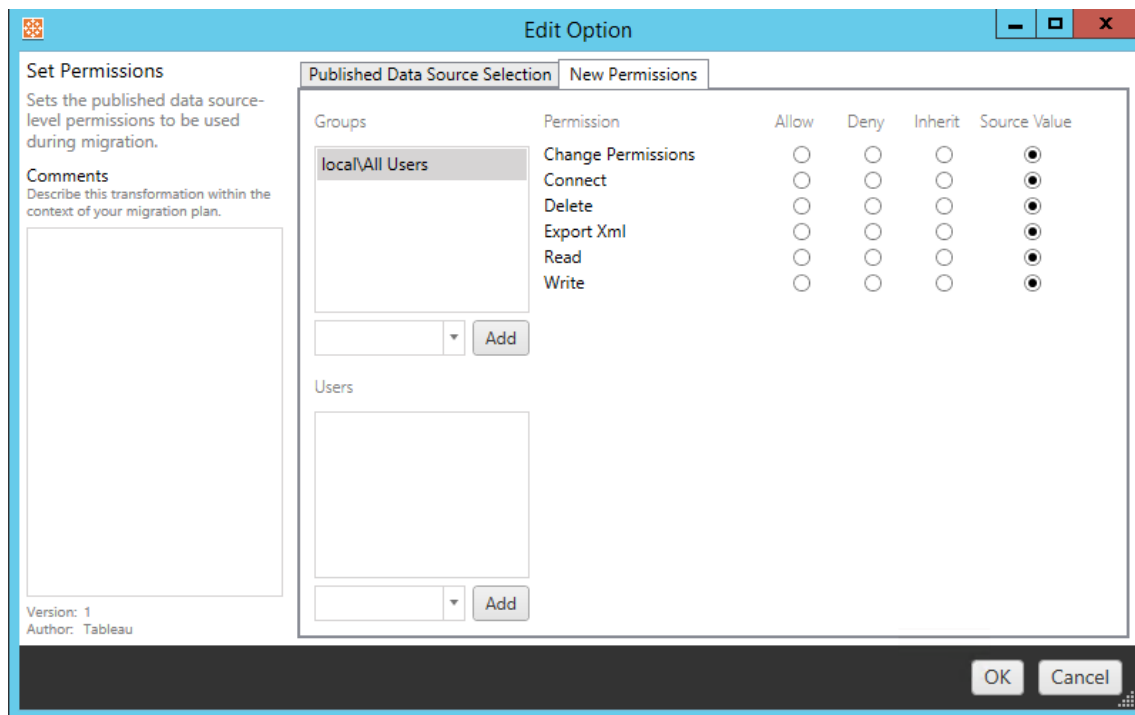 Edit Option
Set Permissions
Sets the published data source-
level permissions to be used
during migration.
Comments
Describe this transformation within the
context of your migration plan.
Version: 1
Author: Tableau
Published Data Source Selection New Permissions
Groups
local\All Users
Add
Users
Add
Permission Allow Deny Inherit Source Value
Change Permissions
Connect
Delete
Export Xml
Read
Write
OK Cancel